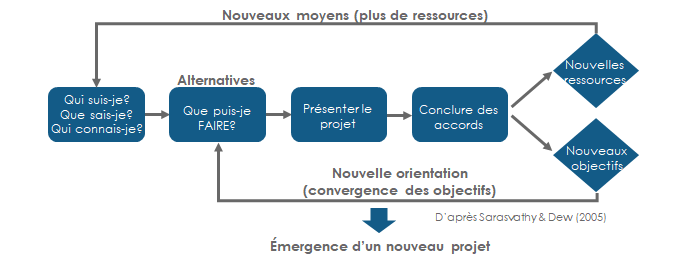 Nouveaux moyens (plus de ressources)
Alternatives
Qui suis-je?
Que sais-je?
Qui connais-je?
Que puis-je
FAIRE?
Présenter le
projet
Conclure des
accords
Nouvelles
ressources
Nouveaux
objectifs
Nouvelle orientation
(convergence des objectifs)
D'après Sarasvathy & Dew (2005)
Émergence d'un nouveau projet